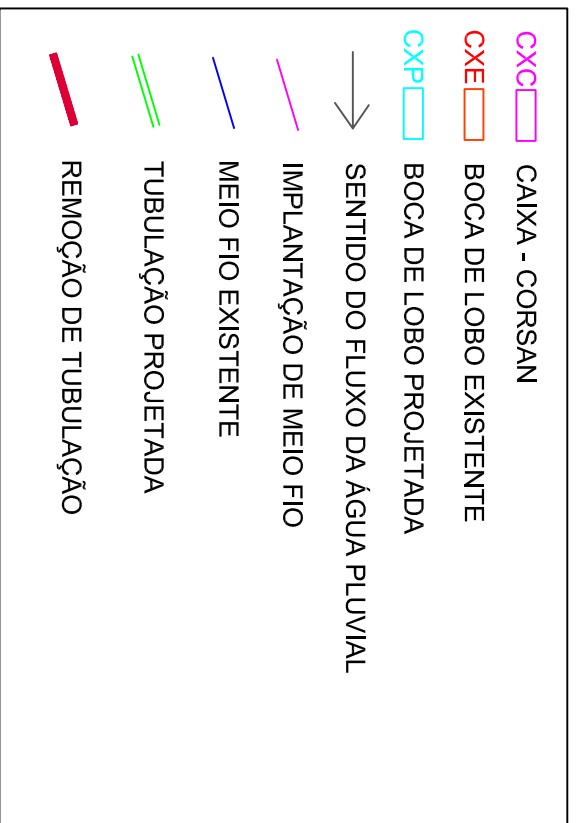 CXC CAIXA - CORSAN
CXE BOCA DE LOBO EXISTENTE
CXP BOCA DE LOBO PROJETADA
SENTIDO DO FLUXO DA ÁGUA PLUVIAL
IMPLANTAÇÃO DE MEIO FIO
MEIO FIO EXISTENTE
TUBULAÇÃO PROJETADA
REMOÇÃO DE TUBULAÇÃO